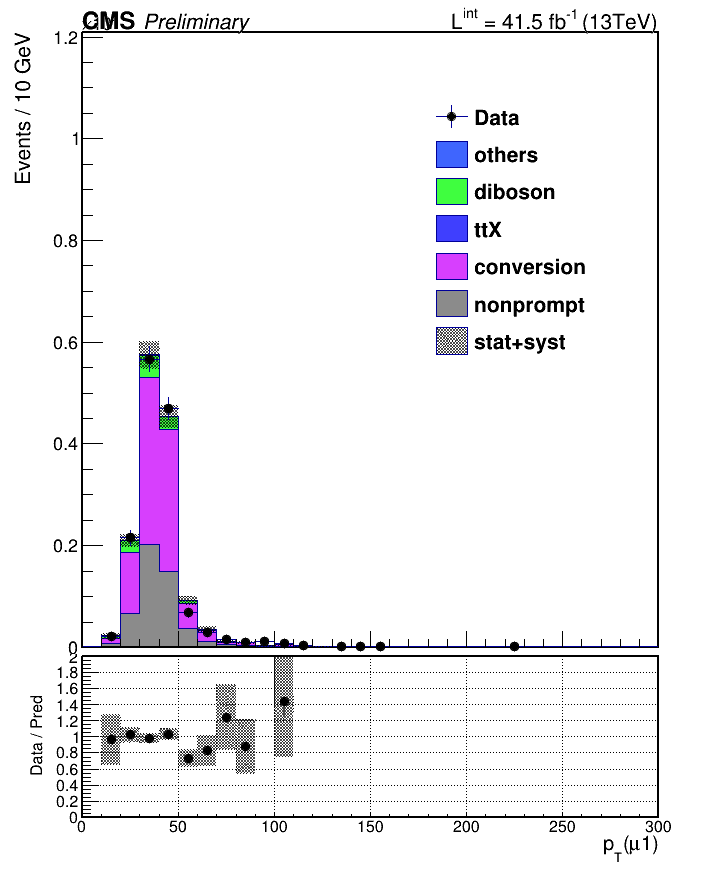 CMS Preliminary
L^int = 41.5 fb^-1 (13TeV)
Events / 10 GeV
1.2
1
0.8
0.6
0.4
0.2
0
Data
others
diboson
ttX
conversion
nonprompt
stat+syst
Data / Pred
2
1.8
1.6
1.4
1.2
1
0.8
0.6
0.4
0.2
0
0 50 100 150 200 250 300
p_T(μ1)